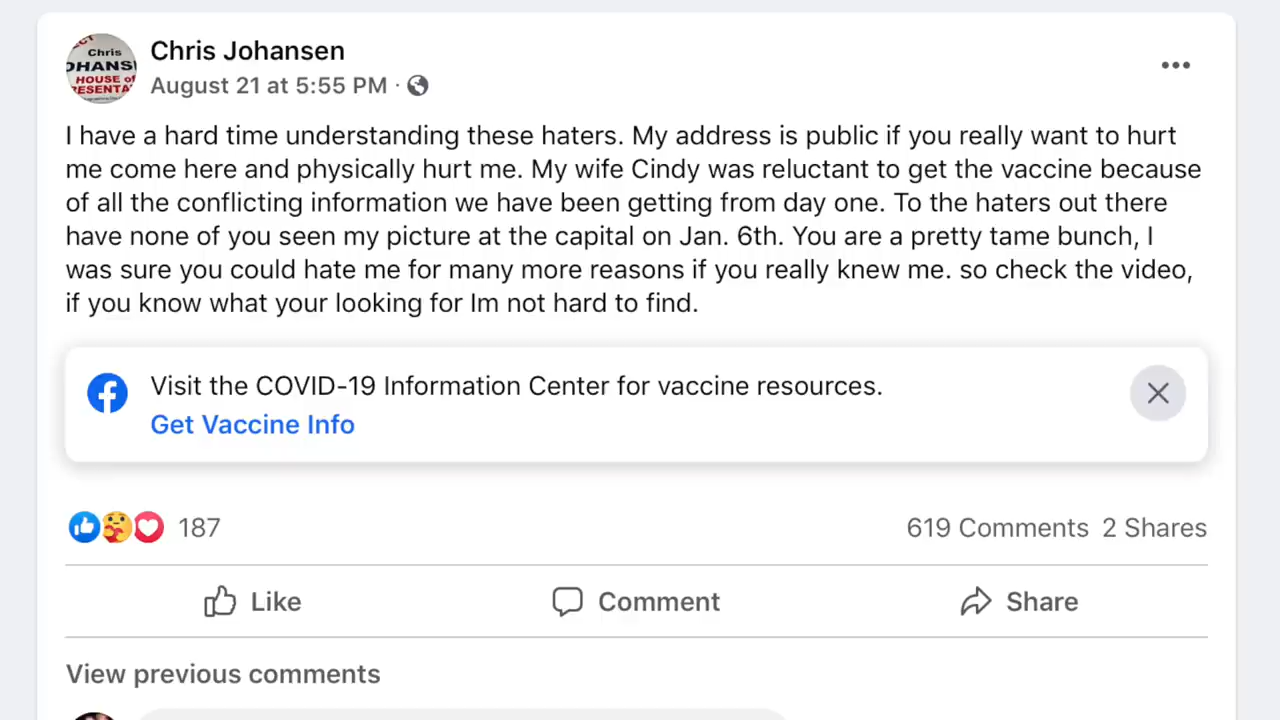 CT
Chris
OHANS
HOUSE of
ESENTA
Chris Johansen
August 21 at 5:55 PM ·
I have a hard time understanding these haters. My address is public if you really want to hurt
me come here and physically hurt me. My wife Cindy was reluctant to get the vaccine because
of all the conflicting information we have been getting from day one. To the haters out there
have none of you seen my picture at the capital on Jan. 6th. You are a pretty tame bunch, I
was sure you could hate me for many more reasons if you really knew me. so check the video,
if you know what your looking for Im not hard to find.
Visit the COVID-19 Information Center for vaccine resources.
Get Vaccine Info
187
619 Comments 2 Shares
Like
Comment
Share
View previous comments